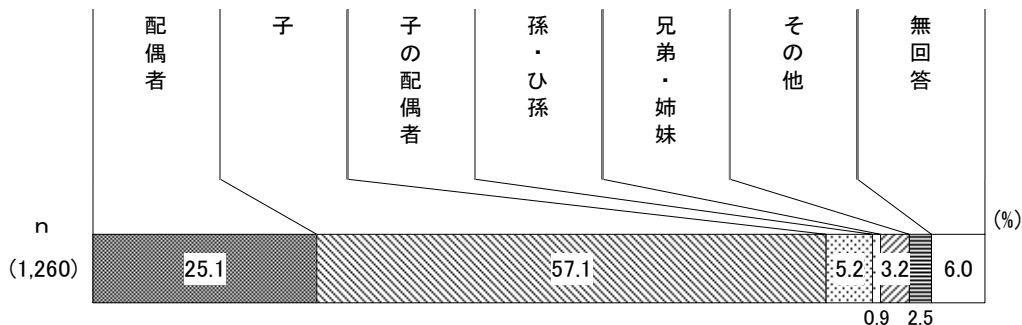 配偶者
子
子の配偶者
孫・ひ孫
兄弟・姉妹
その他
無回答
(%)
n
(1,260)
25.1
57.1
5.2
0.9
3.2
2.5
6.0